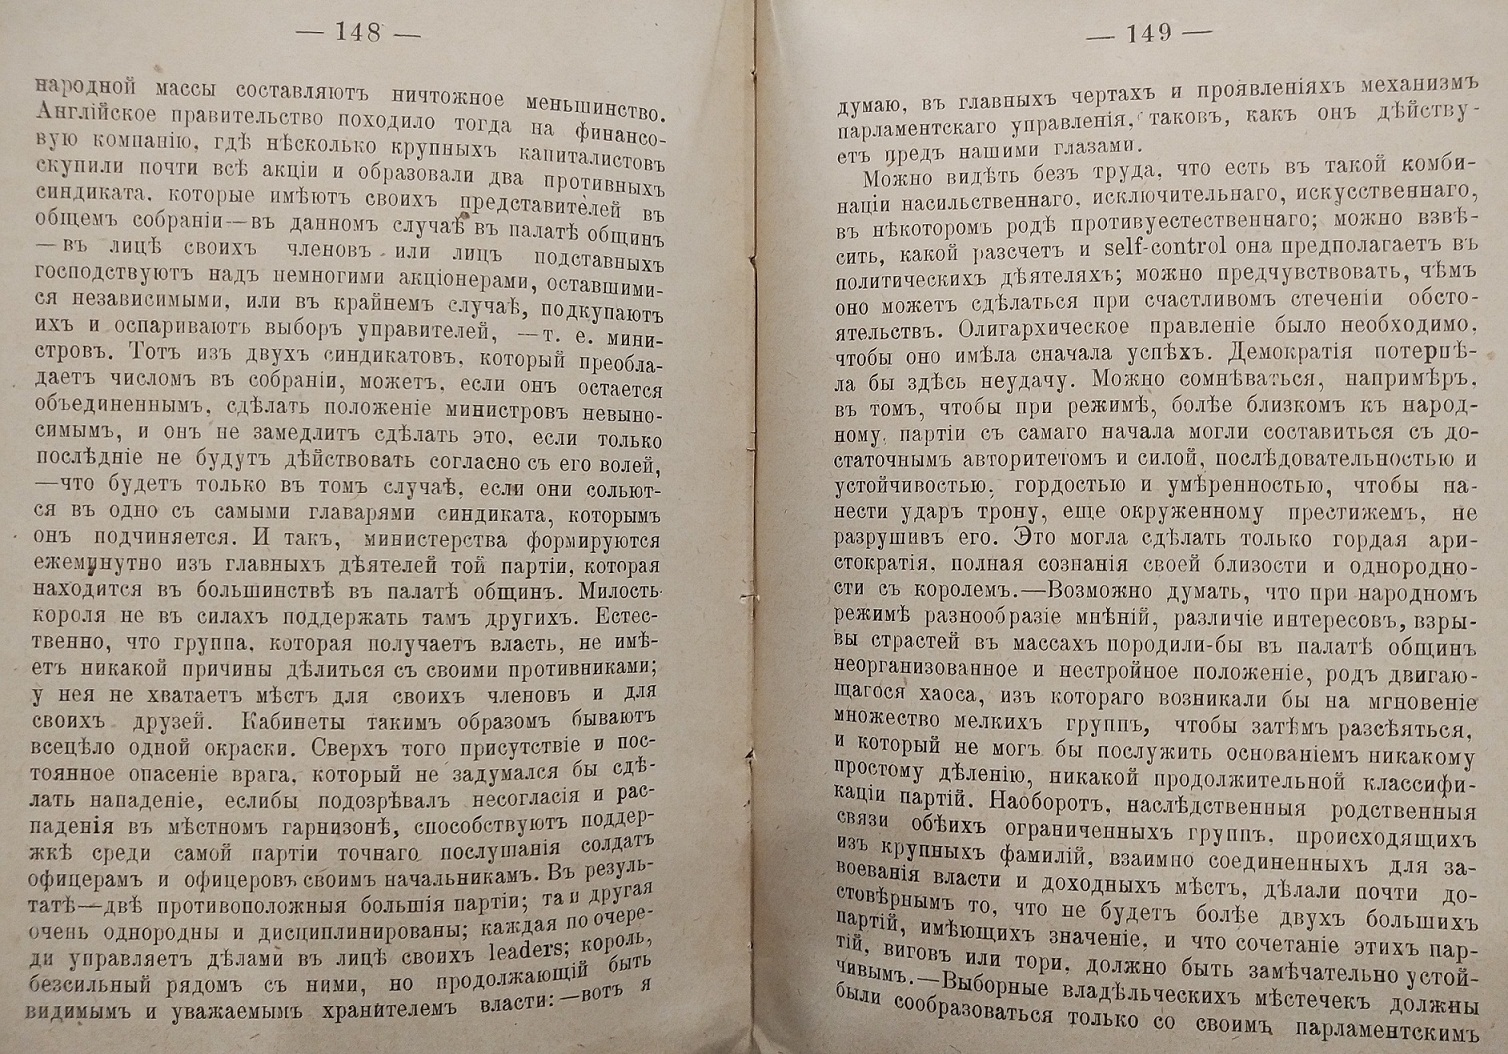 — 148 —
народной массы составляютъ ничтожное меньшинство.
Англійское правительство походило тогда на финансо-
вую компанію, гдѣ нѣсколько крупныхъ капиталистовъ
скупили почти всѣ акціи и образовали два противныхъ
синдиката, которые имѣютъ своихъ представителей въ
общемъ собраніи—въ данномъ случаѣ въ палатѣ общинъ
—въ лицѣ своихъ членовъ или лицъ подставныхъ
господствуютъ надъ немногими акціонерами, оставшими-
ся независимыми, или въ крайнемъ случаѣ, подкупаютъ
ихъ и оспариваютъ выборъ управителей, —т. е. мини-
стровъ. Тотъ изъ двухъ синдикатовъ, который преобла-
даетъ числомъ въ собраніи, можетъ, если онъ остается
объединеннымъ, сдѣлать положеніе министровъ невыно-
симымъ, и онъ не замедлитъ сдѣлать это, если только
послѣдніе не будутъ дѣйствовать согласно съ его волей,
—что будетъ только въ томъ случаѣ, если они сольют-
ся въ одно съ самыми главарями синдиката, которымъ
онъ подчиняется. И такъ, министерства формируются
ежеминутно изъ главныхъ дѣятелей той партіи, которая
находится въ большинствѣ въ палатѣ общинъ. Милость
короля не въ силахъ поддержать тамъ другихъ. Естес-
твенно, что группа, которая получаетъ власть, не имѣ-
етъ никакой причины дѣлиться съ своими противниками;
у нея не хватаетъ мѣстъ для своихъ членовъ и для
своихъ друзей. Кабинеты такимъ образомъ бываютъ
всецѣло одной окраски. Сверхъ того присутствіе и пос-
тоянное опасеніе врага, который не задумался бы сдѣ-
лать нападеніе, еслибы подозрѣвалъ несогласія и рас-
паденія въ мѣстномъ гарнизонѣ, способствуютъ поддер-
жкѣ среди самой партіи точнаго послушанія солдатъ
офицерамъ и офицеровъ своимъ начальникамъ. Въ резуль-
татѣ—двѣ противоположныя большія партіи; та и другая
очень однородны и дисциплинированы; каждая по очере-
ди управляетъ дѣлами въ лицѣ своихъ leaders; король,
безсильный рядомъ съ ними, но продолжающій быть
видимымъ и уважаемымъ хранителемъ власти:—вотъ я
— 149 —
думаю, въ главныхъ чертахъ и проявленіяхъ механизмъ
парламентскаго управленія, таковъ, какъ онъ дѣйству-
етъ предъ нашими глазами.
Можно видѣть безъ труда, что есть въ такой комби-
націи насильственнаго, исключительнаго, искусственнаго,
въ нѣкоторомъ родѣ противуестественнаго; можно взвѣ-
сить, какой разсчетъ и self-control она предполагаетъ въ
политическихъ дѣятеляхъ; можно предчувствовать, чѣмъ
оно можетъ сдѣлаться при счастливомъ стеченіи обсто-
ятельствъ. Олигархическое правленіе было необходимо,
чтобы оно имѣла сначала успѣхъ. Демократія потерпѣ-
ла бы здѣсь неудачу. Можно сомнѣваться, напримѣръ,
въ томъ, чтобы при режимѣ, болѣе близкомъ къ народ-
ному, партіи съ самаго начала могли составиться съ до-
статочнымъ авторитетомъ и силой, послѣдовательностью и
устойчивостью, гордостью и умѣренностью, чтобы на-
нести ударъ трону, еще окруженному престижемъ, не
разрушивъ его. Это могла сдѣлать только гордая ари-
стократія, полная сознанія своей близости и однородно-
сти съ королемъ.—Возможно думать, что при народномъ
режимѣ разнообразіе мнѣній, различіе интересовъ, взры-
вы страстей въ массахъ породили-бы въ палатѣ общинъ
неорганизованное и нестройное положеніе, родъ двигаю-
щагося хаоса, изъ котораго возникали бы на мгновеніе
множество мелкихъ группъ, чтобы затѣмъ разсѣяться,
и который не могъ бы послужить основаніемъ никакому
простому дѣленію, никакой продолжительной классифи-
каціи партій. Наоборотъ, наслѣдственныя родственныя
связи обѣихъ ограниченныхъ группъ, происходящихъ
изъ крупныхъ фамилій, взаимно соединенныхъ для за-
воеванія власти и доходныхъ мѣстъ, дѣлали почти до-
стовѣрнымъ то, что не будетъ болѣе двухъ большихъ
партій, имѣющихъ значеніе, и что сочетаніе этихъ пар-
тій, виговъ или тори, должно быть замѣчательно устой-
чивымъ.—Выборные владѣльческихъ мѣстечекъ должны
были сообразоваться только со своимъ парламентскимъ